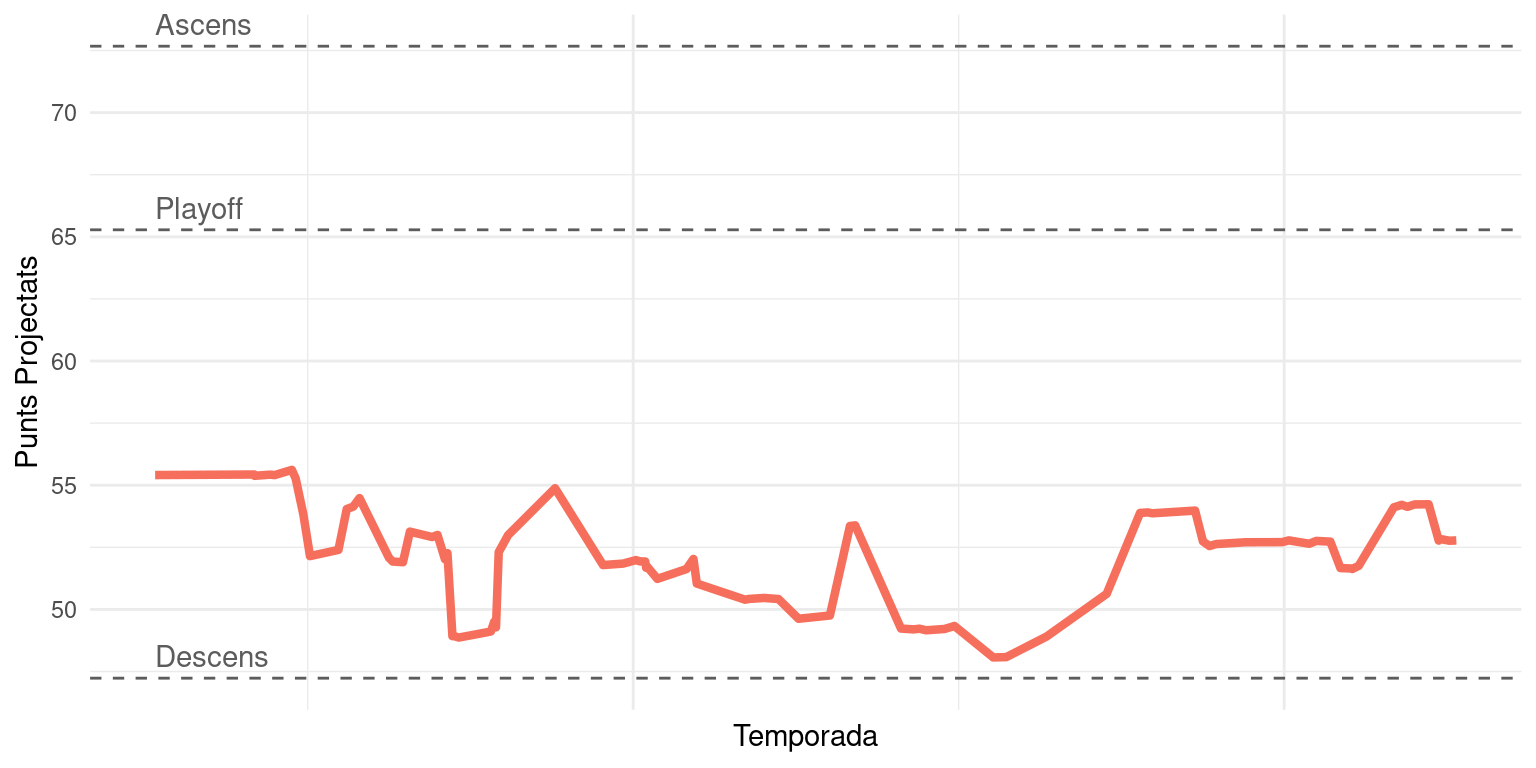 Ascens
70
Playoff
65
Punts Projectats
60
55
50
Descens
Temporada